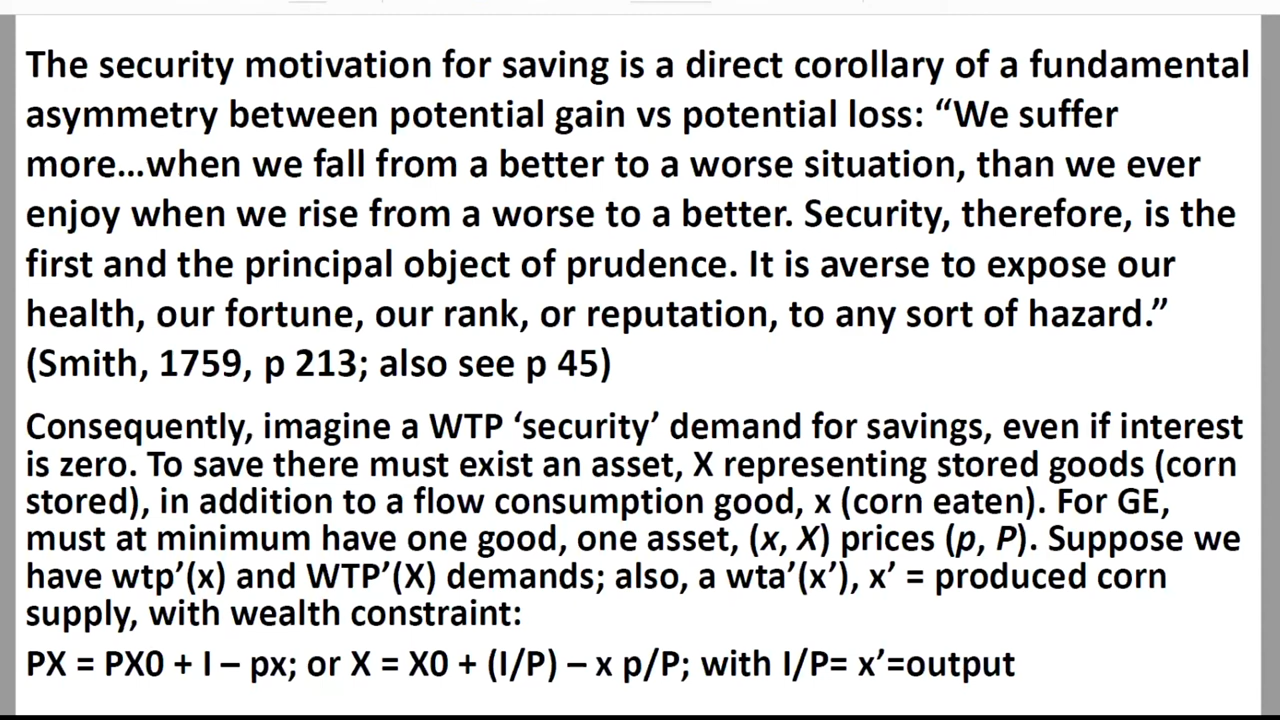 The security motivation for saving is a direct corollary of a fundamental
asymmetry between potential gain vs potential loss: “We suffer
more...when we fall from a better to a worse situation, than we ever
enjoy when we rise from a worse to a better. Security, therefore, is the
first and the principal object of prudence. It is averse to expose our
health, our fortune, our rank, or reputation, to any sort of hazard.”
(Smith, 1759, p 213; also see p 45)
Consequently, imagine a WTP ‘security’ demand for savings, even if interest
is zero. To save there must exist an asset, X representing stored goods (corn
stored), in addition to a flow consumption good, x (corn eaten). For GE,
must at minimum have one good, one asset, (x, X) prices (p, P). Suppose we
have wtp’(x) and WTP’(X) demands; also, a wta’(x’), x’ = produced corn
supply, with wealth constraint:
PX = PX0 + I – px; or X = X0 + (I/P) – x p/P; with I/P= x’=output